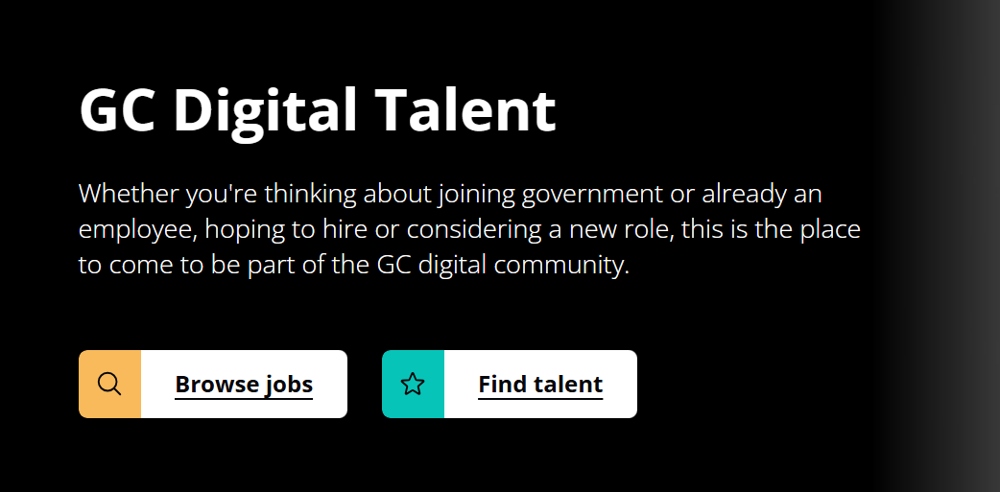 GC Digital Talent
Whether you're thinking about joining government or already an
employee, hoping to hire or considering a new role, this is the place
to come to be part of the GC digital community.
Browse jobs
Find talent